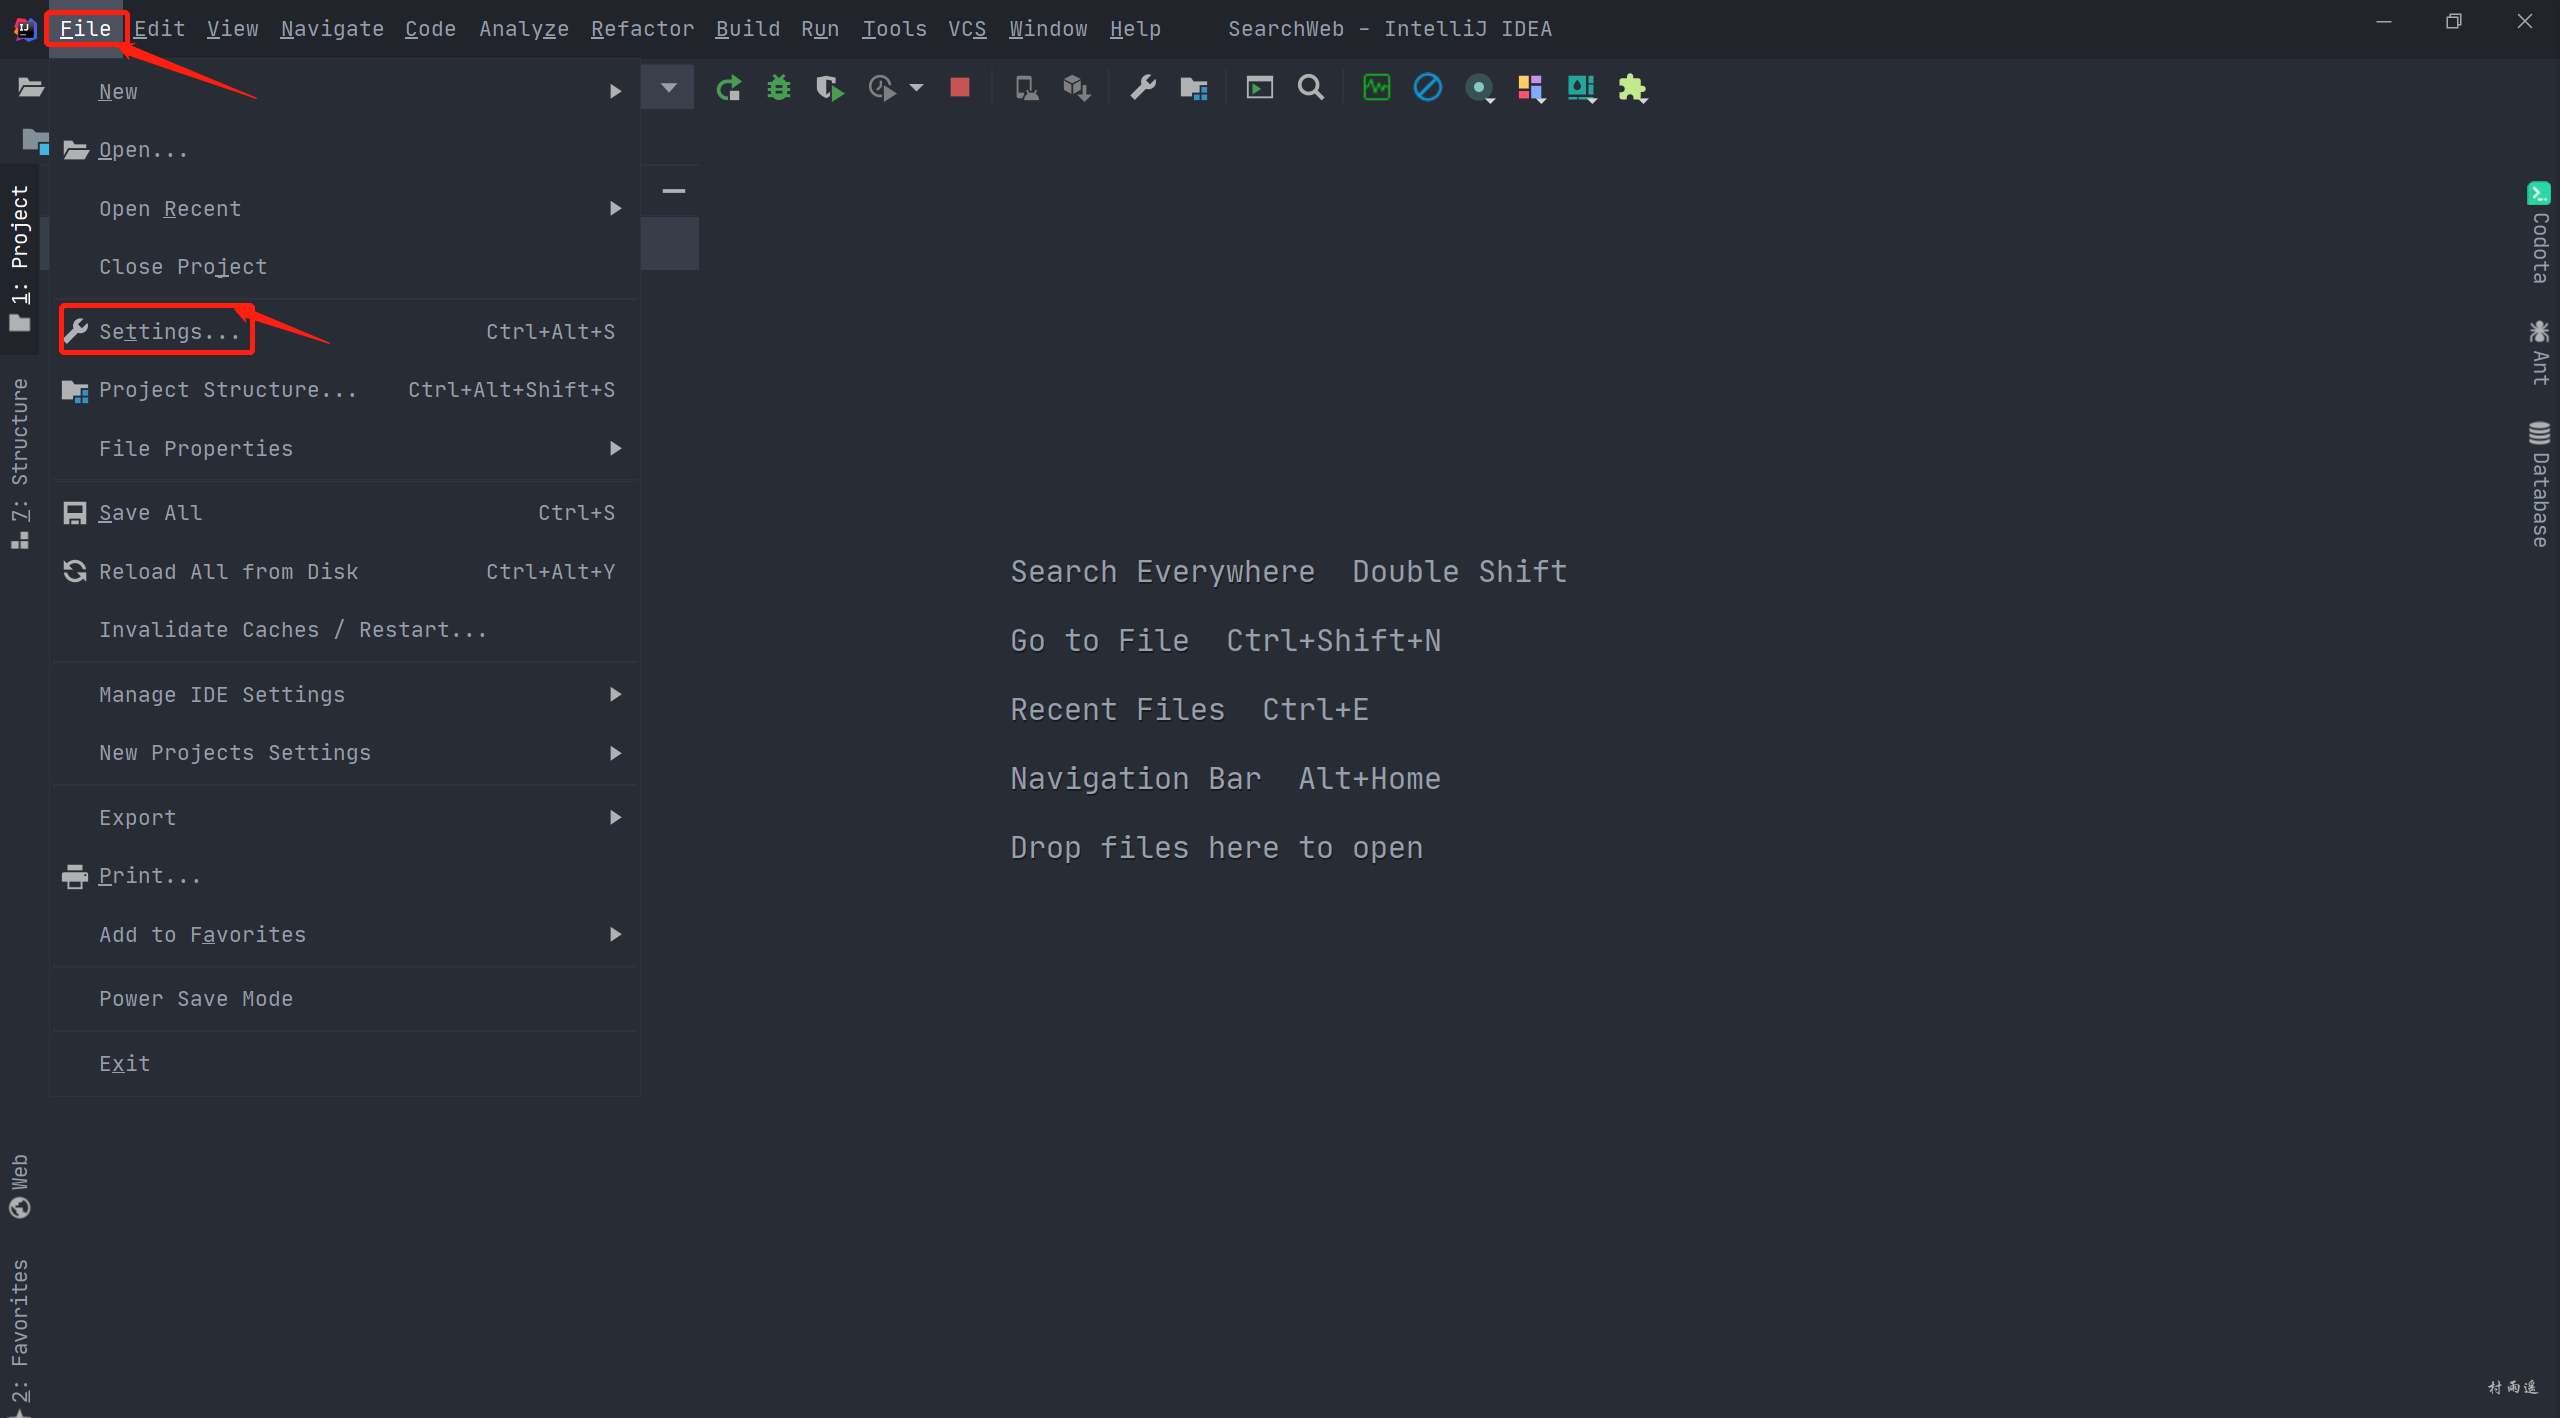 File Edit View Navigate Code Analyze Refactor Build Run Tools VCS Window Help SearchWeb - IntelliJ IDEA
New
Open...
Open Recent
Close Project
Settings... Ctrl+Alt+S
Project Structure... Ctrl+Alt+Shift+S
File Properties
Save All Ctrl+S
Reload All from Disk Ctrl+Alt+Y
Invalidate Caches / Restart...
Manage IDE Settings
New Projects Settings
Export
Print...
Add to Favorites
Power Save Mode
Exit
1: Project
7: Structure
Web
2: Favorites
Search Everywhere Double Shift
Go to File Ctrl+Shift+N
Recent Files Ctrl+E
Navigation Bar Alt+Home
Drop files here to open
Codota
Ant
Database
村雨遥